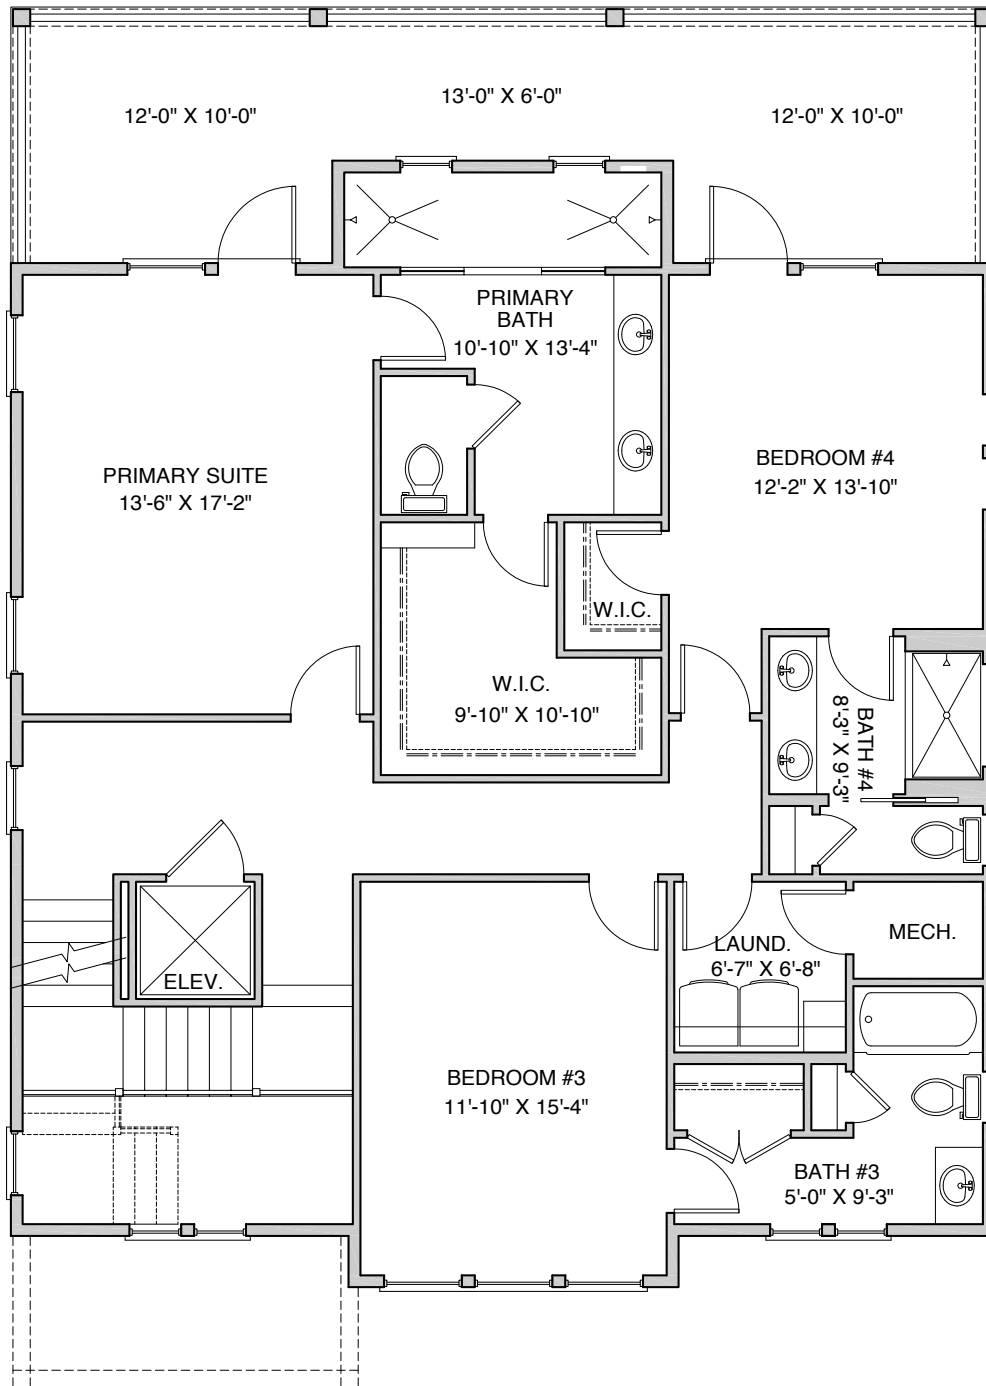 13'-0" X 6'-0"
12'-0" X 10'-0"
12'-0" X 10'-0"
PRIMARY
BATH
10'-10" X 13'-4"
PRIMARY SUITE
13'-6" X 17'-2"
BEDROOM #4
12'-2" X 13'-10"
W.I.C.
W.I.C.
9'-10" X 10'-10"
BATH #4
8'-3" X 9'-3"
ELEV.
LAUND.
6'-7" X 6'-8"
MECH.
BEDROOM #3
11'-10" X 15'-4"
BATH #3
5'-0" X 9'-3"